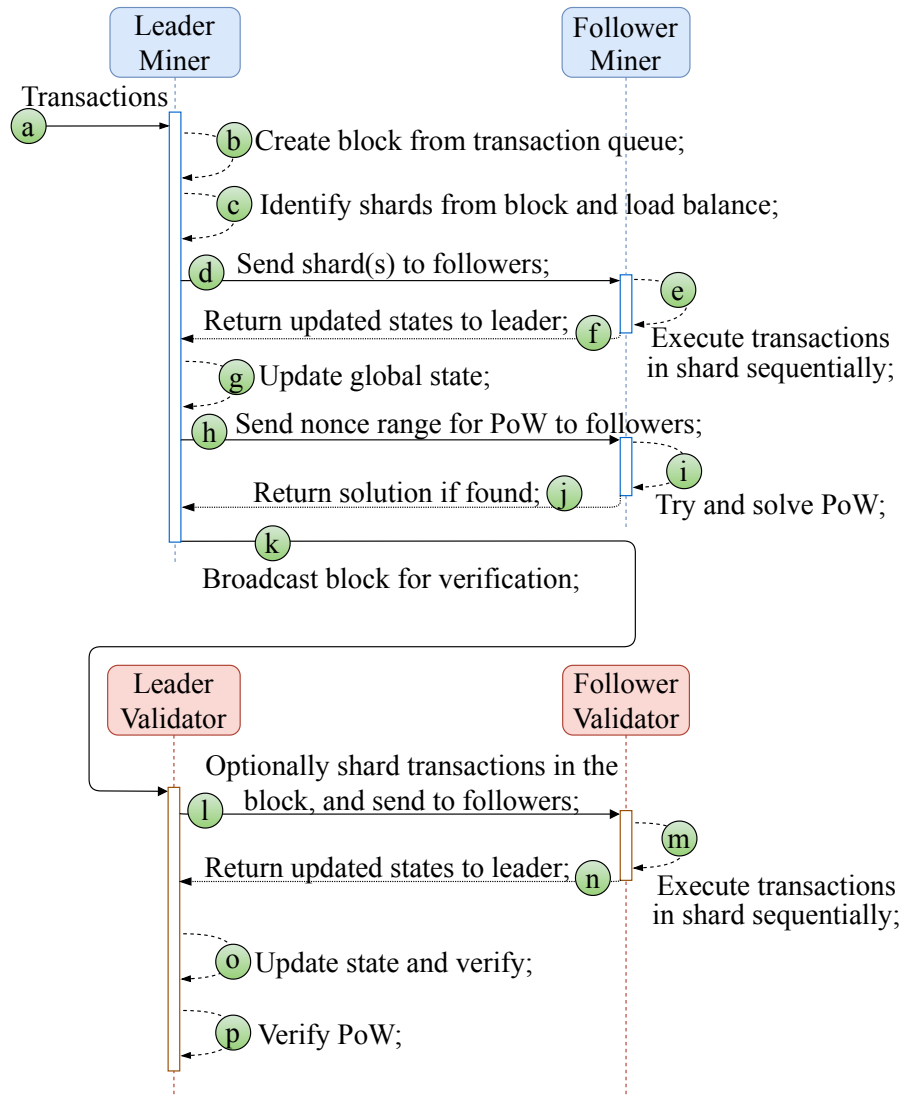 Leader
Miner
Follower
Miner
Transactions
a
b Create block from transaction queue;
c Identify shards from block and load balance;
d Send shard(s) to followers;
e
Return updated states to leader; f
Execute transactions
in shard sequentially;
g Update global state;
h Send nonce range for PoW to followers;
i
Return solution if found; j
Try and solve PoW;
k
Broadcast block for verification;
Leader
Validator
Follower
Validator
Optionally shard transactions in the
l block, and send to followers;
m
Return updated states to leader; n
Execute transactions
in shard sequentially;
o Update state and verify;
p Verify PoW;